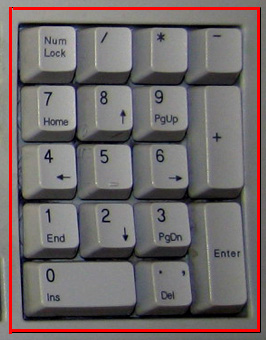 Num Lock / * -
7 Home 8 ↑ 9 PgUp +
4 ← 5 6 →
1 End 2 ↓ 3 PgDn Enter
0 Ins . , Del